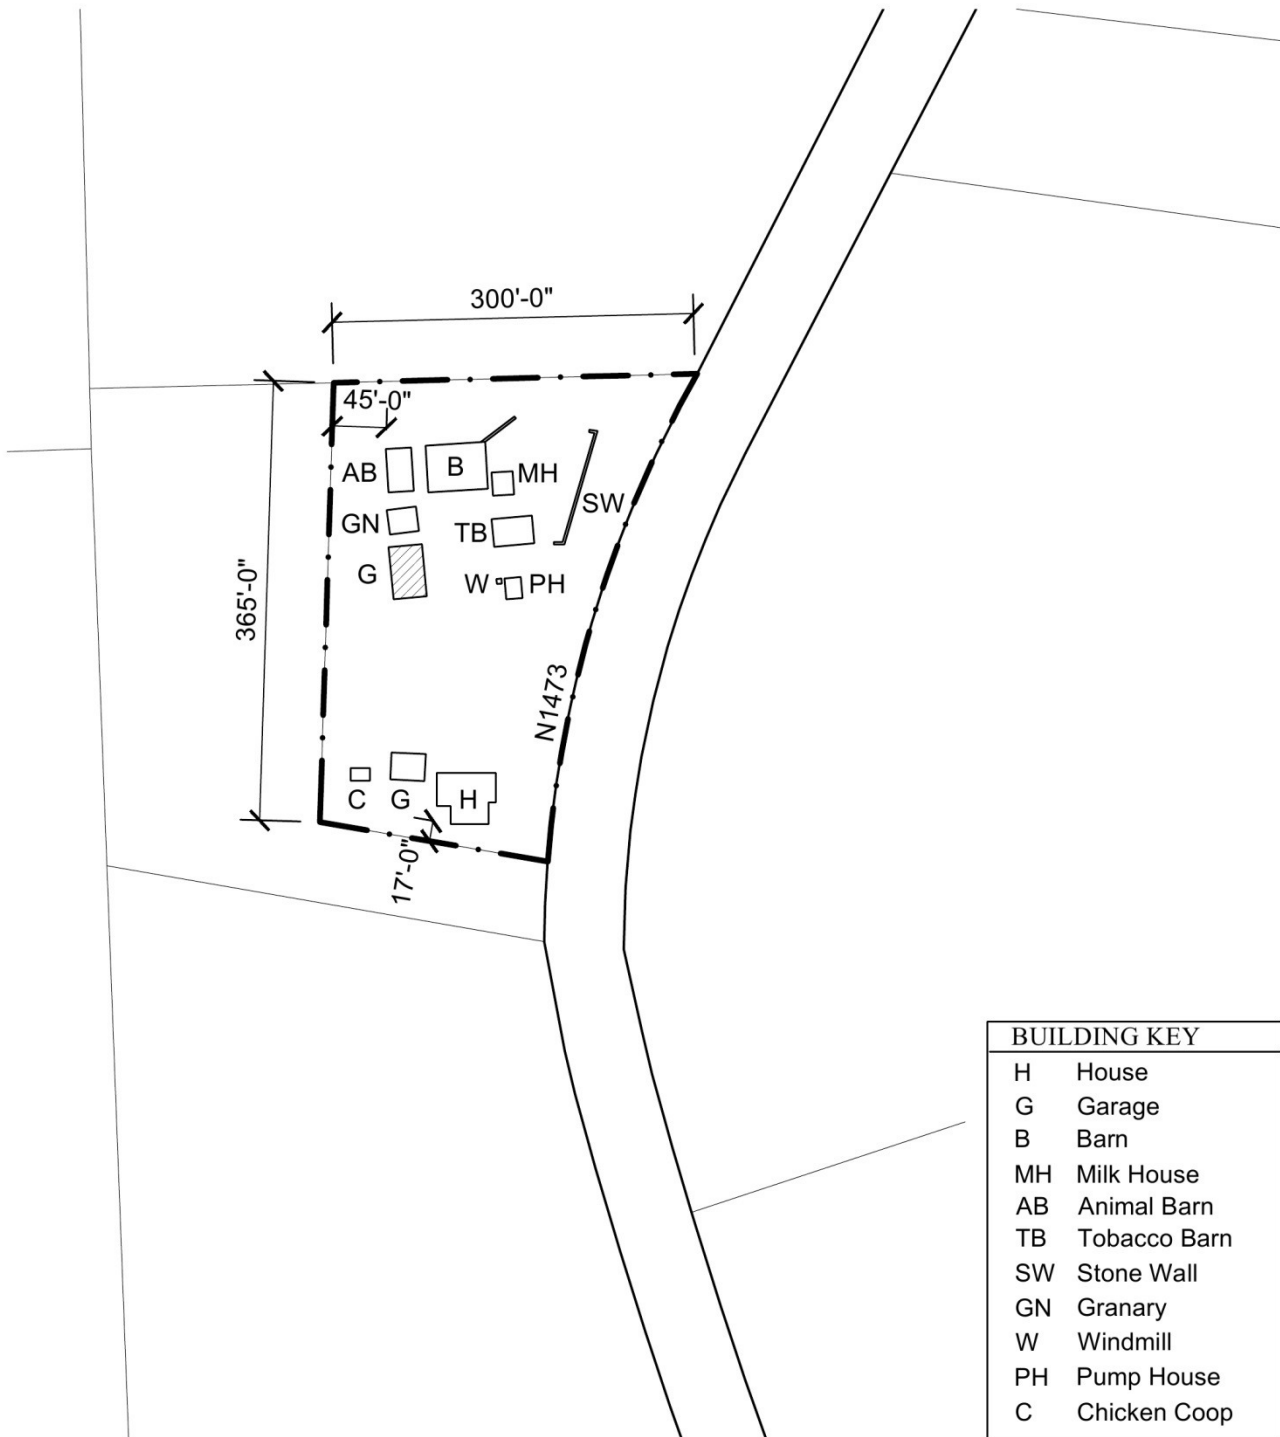 300'-0"
45'-0"
AB
B
MH
SW
GN
TB
G
W
PH
365'-0"
N1473
C
G
H
17'-0"
BUILDING KEY
H House
G Garage
B Barn
MH Milk House
AB Animal Barn
TB Tobacco Barn
SW Stone Wall
GN Granary
W Windmill
PH Pump House
C Chicken Coop